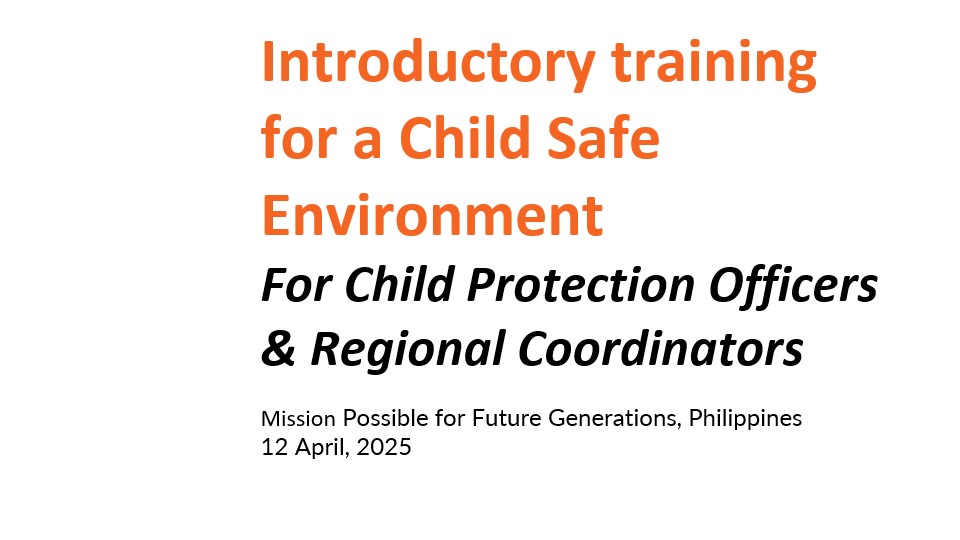 Introductory training
for a Child Safe
Environment
For Child Protection Officers
& Regional Coordinators
Mission Possible for Future Generations, Philippines
12 April, 2025